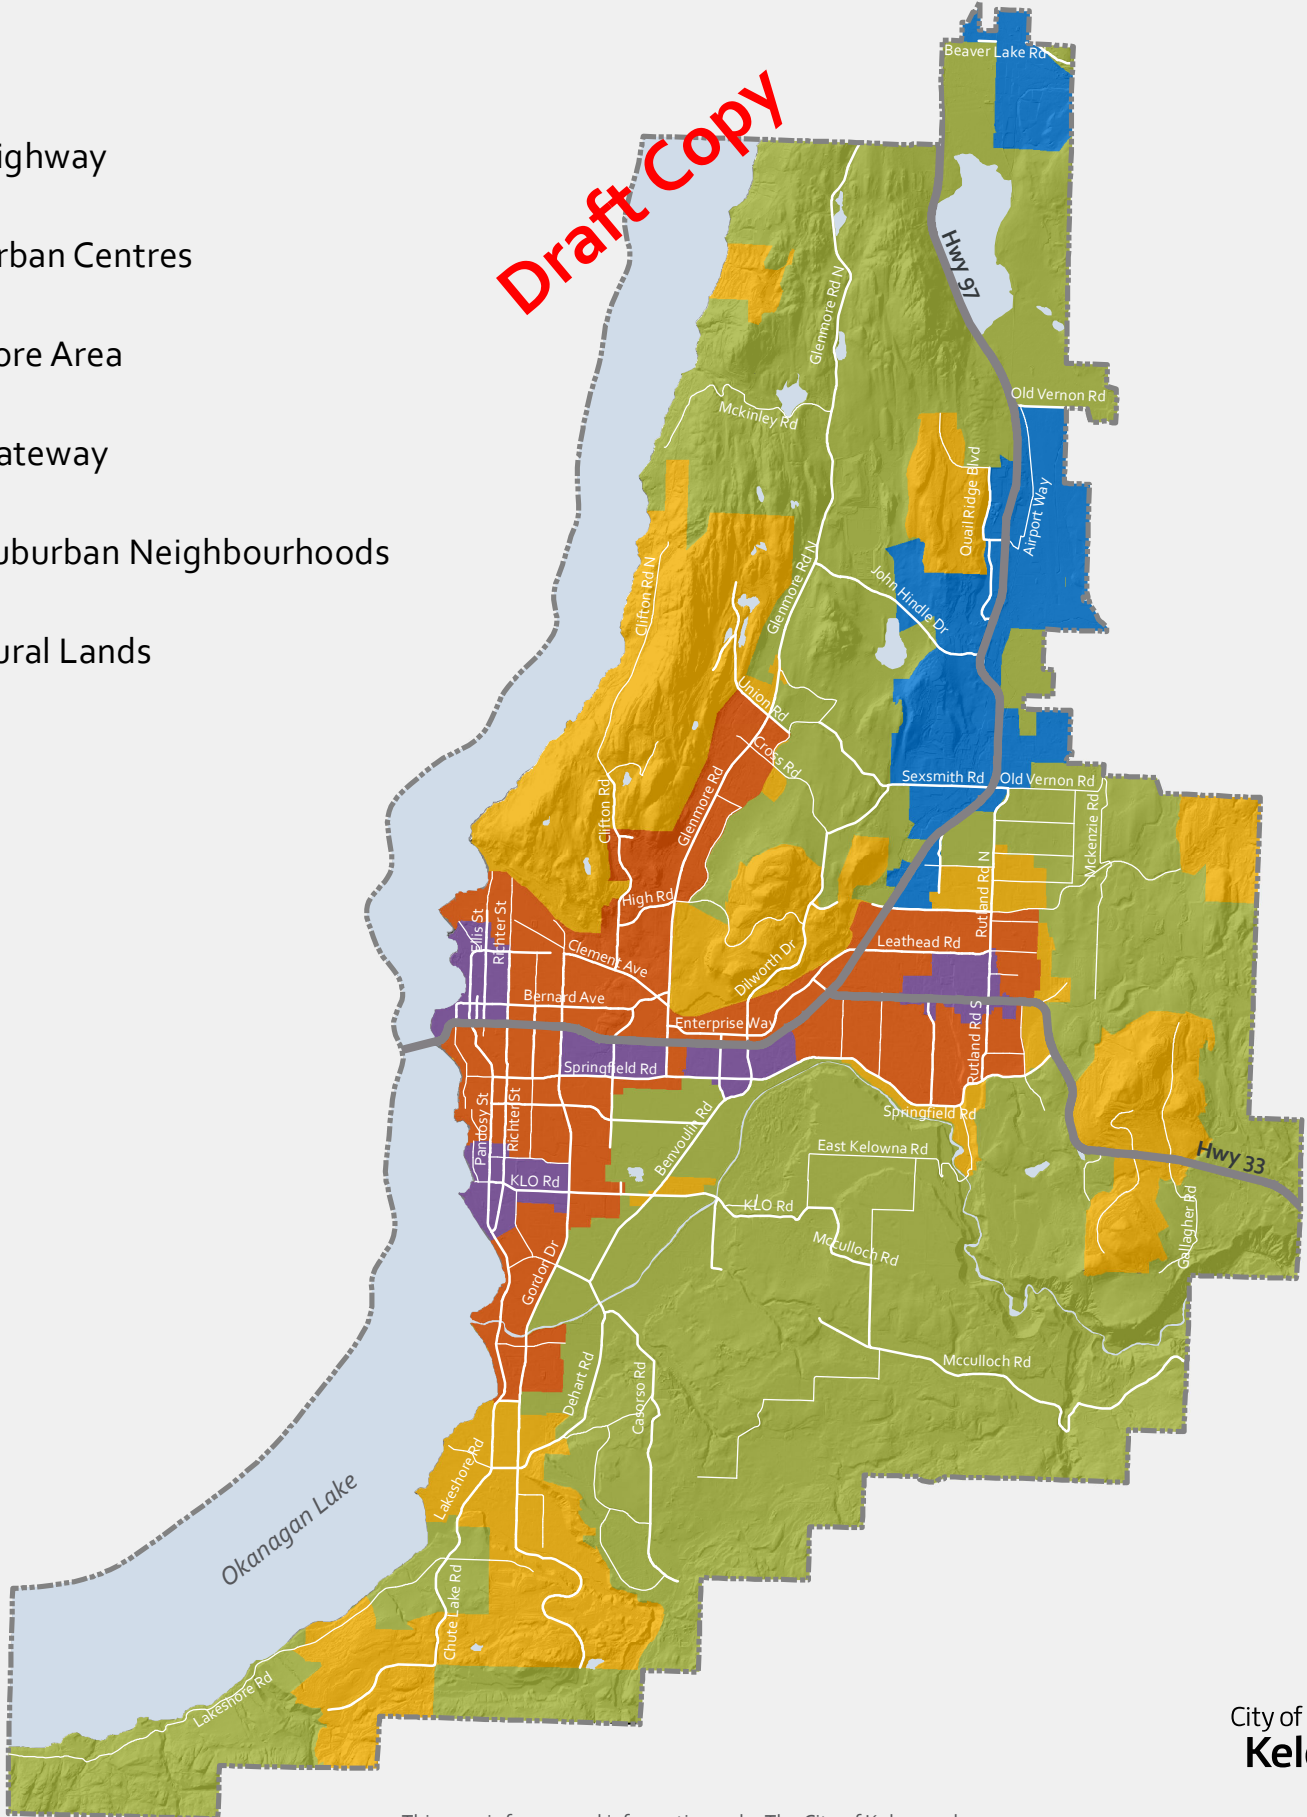 ighway
rban Centres
ore Area
ateway
uburban Neighbourhoods
ural Lands
Draft Copy
Beaver Lake Rd
Hwy 97
Glenmore Rd N
Mckinley Rd
Old Vernon Rd
Quail Ridge Blvd
Airport Way
Clifton Rd N
Glenmore Rd N
John Hindle Dr
Union Rd
Cross Rd
Sexsmith Rd
Old Vernon Rd
Clifton Rd
Glenmore Rd
Mckenzie Rd
Rutland Rd N
High Rd
Ellis St
Richter St
Clement Ave
Leathead Rd
Dilworth Dr
Bernard Ave
Enterprise Way
Rutland Rd S
Springfield Rd
Pandosy St
Richter St
Benvoulin Rd
Springfield Rd
East Kelowna Rd
Hwy 33
KLO Rd
KLO Rd
Gallagher Rd
Mcculloch Rd
Gordon Dr
Mcculloch Rd
Dehart Rd
Casorso Rd
Lakeshore Rd
Okanagan Lake
Chute Lake Rd
Lakeshore Rd
City of
Kel